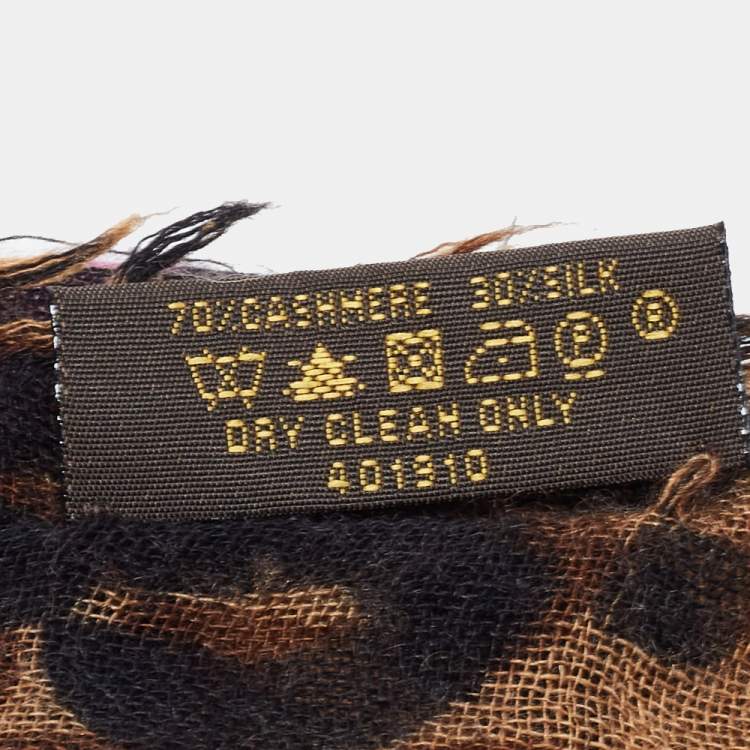 70%CASHMERE 30%SILK
P R
DRY CLEAN ONLY
401910